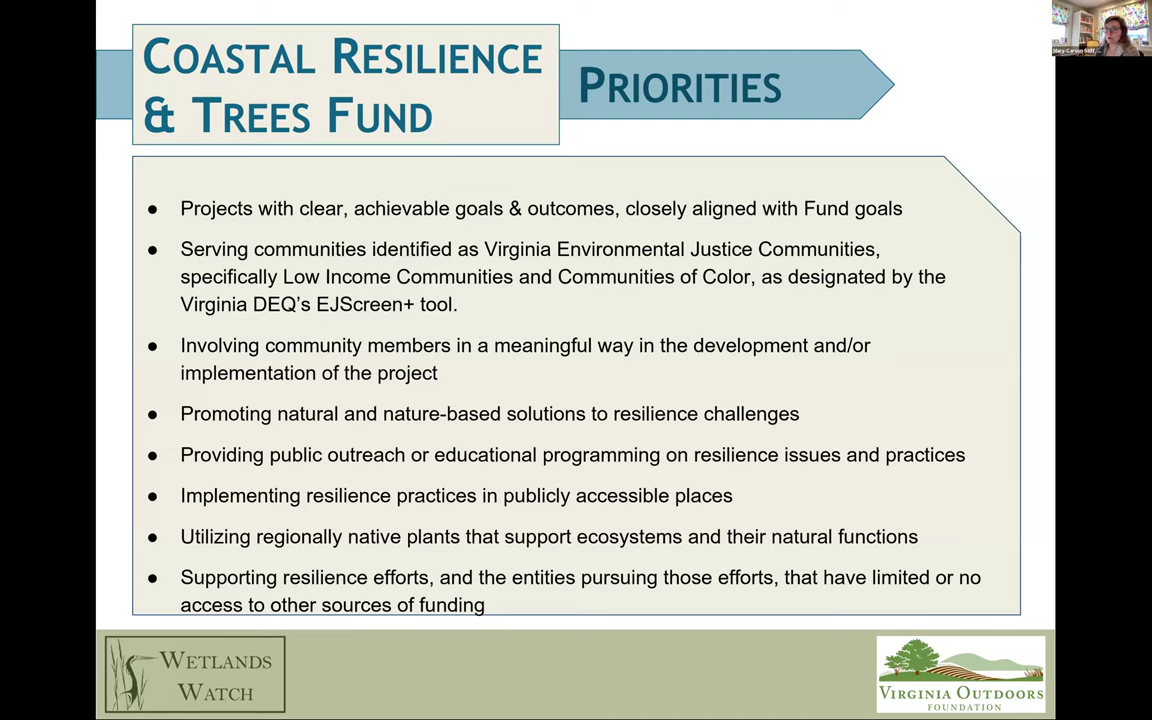 COASTAL RESILIENCE
& TREES FUND
PRIORITIES
● Projects with clear, achievable goals & outcomes, closely aligned with Fund goals
● Serving communities identified as Virginia Environmental Justice Communities,
specifically Low Income Communities and Communities of Color, as designated by the
Virginia DEQ’s EJScreen+ tool.
● Involving community members in a meaningful way in the development and/or
implementation of the project
● Promoting natural and nature-based solutions to resilience challenges
● Providing public outreach or educational programming on resilience issues and practices
● Implementing resilience practices in publicly accessible places
● Utilizing regionally native plants that support ecosystems and their natural functions
● Supporting resilience efforts, and the entities pursuing those efforts, that have limited or no
access to other sources of funding
WETLANDS
WATCH
VIRGINIA OUTDOORS
FOUNDATION
Mary-Carson Stiff,